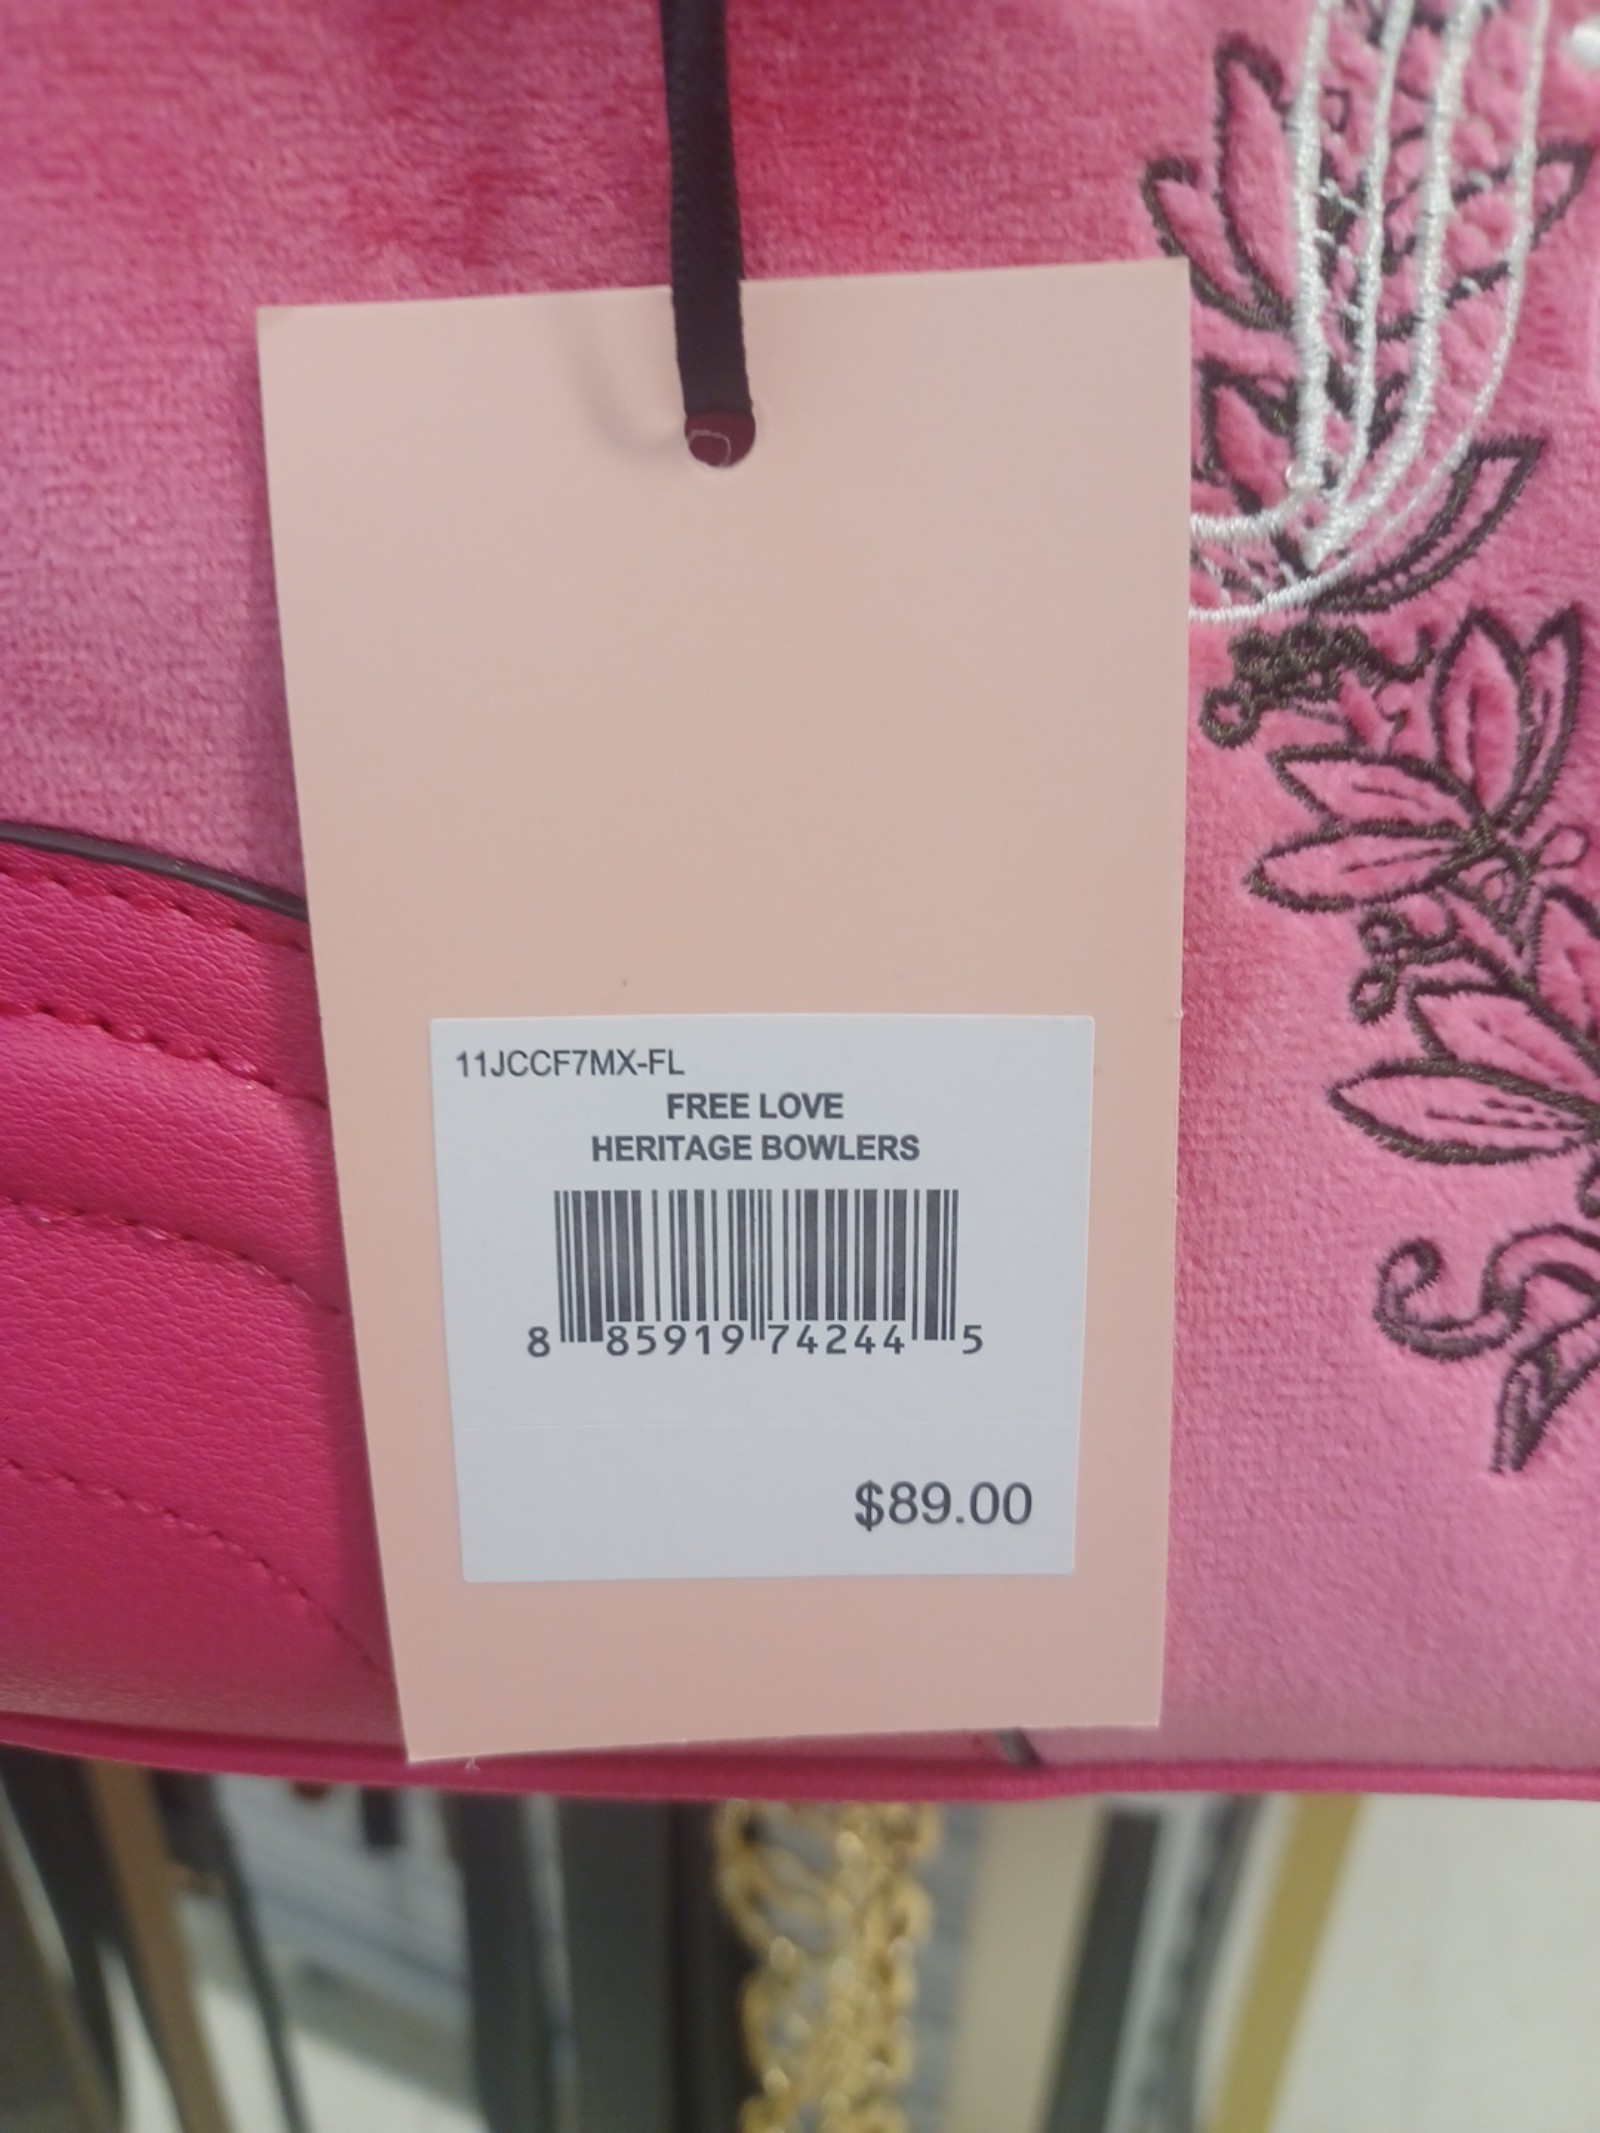 11JCCF7MX-FL
FREE LOVE
HERITAGE BOWLERS
8 85919 74244 5
$89.00